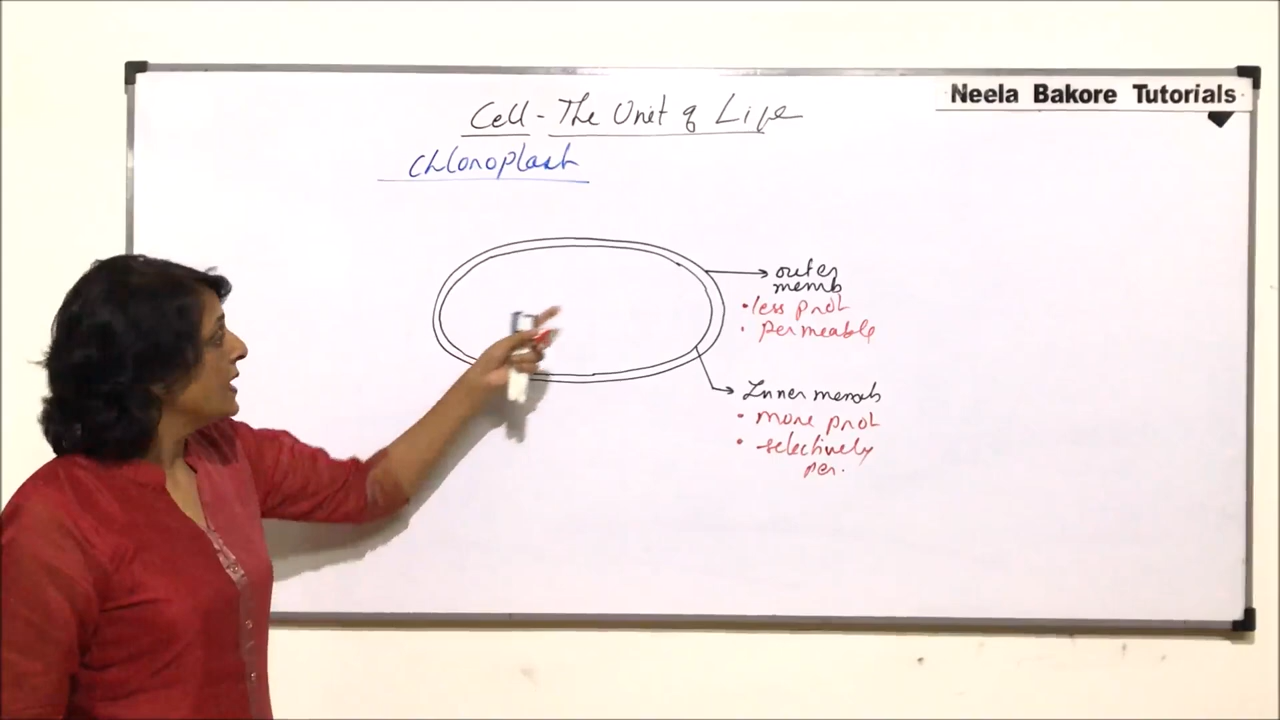 Neela Bakore Tutorials
Cell - The Unit of Life
Chloroplast
outer
memb
• less prot
• permeable
Inner memb
• more prot
• selectively
per.